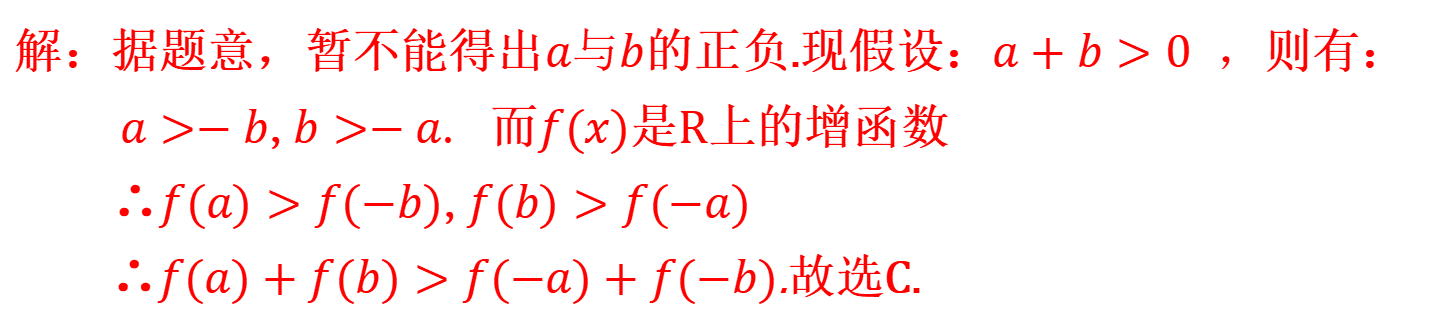 解：据题意，暂不能得出a与b的正负.现假设：a + b > 0 ，则有：
a >− b, b >− a. 而f(x)是R上的增函数
∴f(a) > f(−b), f(b) > f(−a)
∴f(a) + f(b) > f(−a) + f(−b).故选C.